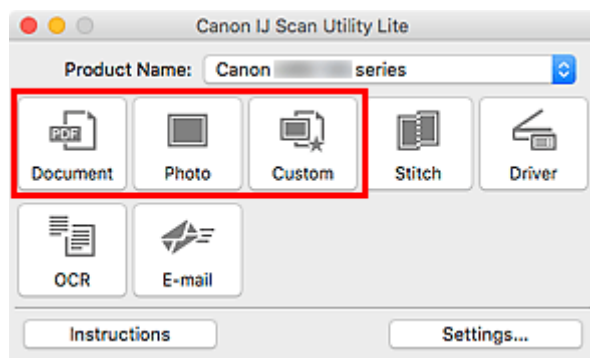 Canon IJ Scan Utility Lite
Product Name: Canon series
PDF
Document Photo Custom Stitch Driver
OCR E-mail
Instructions Settings...